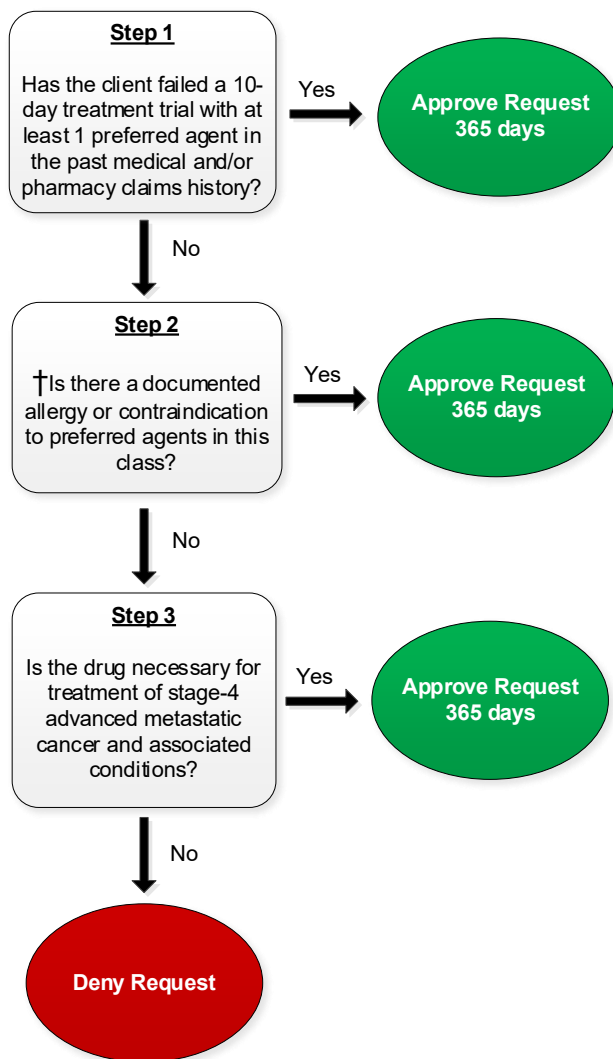 Step 1
Has the client failed a 10-
day treatment trial with at
least 1 preferred agent in
the past medical and/or
pharmacy claims history?
Yes
Approve Request
365 days
No
Step 2
†Is there a documented
allergy or contraindication
to preferred agents in this
class?
Yes
Approve Request
365 days
No
Step 3
Is the drug necessary for
treatment of stage-4
advanced metastatic
cancer and associated
conditions?
Yes
Approve Request
365 days
No
Deny Request